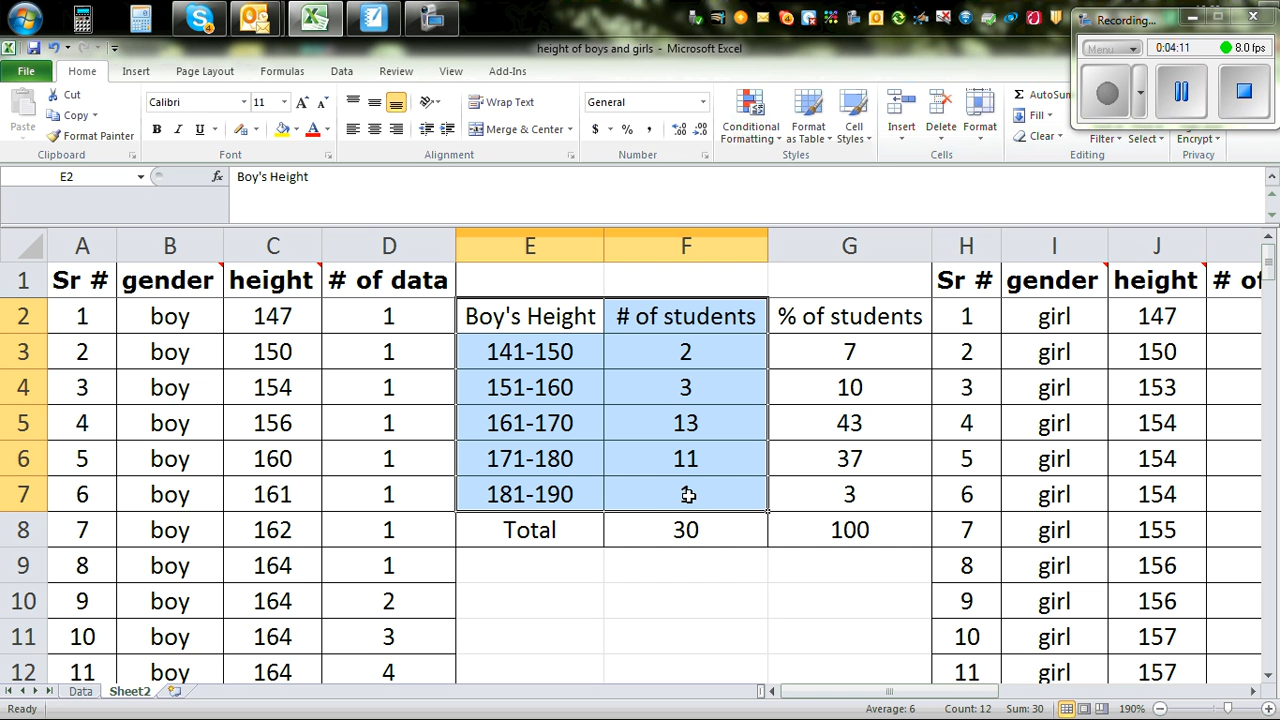 Recording...
Menu 0:04:11 8.0 fps
height of boys and girls - Microsoft Excel
File Home Insert Page Layout Formulas Data Review View Add-Ins
Paste Cut Copy Format Painter
Calibri 11
B I U A
Wrap Text
Merge & Center
General
$ % ,
Conditional Formatting
Format as Table
Cell Styles
Insert Delete Format
AutoSum
Fill
Clear
Filter Select Encrypt
Clipboard Font Alignment Number Styles Cells Editing Privacy
E2 fx Boy's Height
A B C D E F G H I J
1 Sr # gender height # of data Sr # gender height # of
2 1 boy 147 1 Boy's Height # of students % of students 1 girl 147
3 2 boy 150 1 141-150 2 7 2 girl 150
4 3 boy 154 1 151-160 3 10 3 girl 153
5 4 boy 156 1 161-170 13 43 4 girl 154
6 5 boy 160 1 171-180 11 37 5 girl 154
7 6 boy 161 1 181-190 3 6 girl 154
8 7 boy 162 1 Total 30 100 7 girl 155
9 8 boy 164 1 8 girl 156
10 9 boy 164 2 9 girl 156
11 10 boy 164 3 10 girl 157
12 11 boy 164 4 11 girl 157
Data Sheet2
Ready Average: 6 Count: 12 Sum: 30 190%